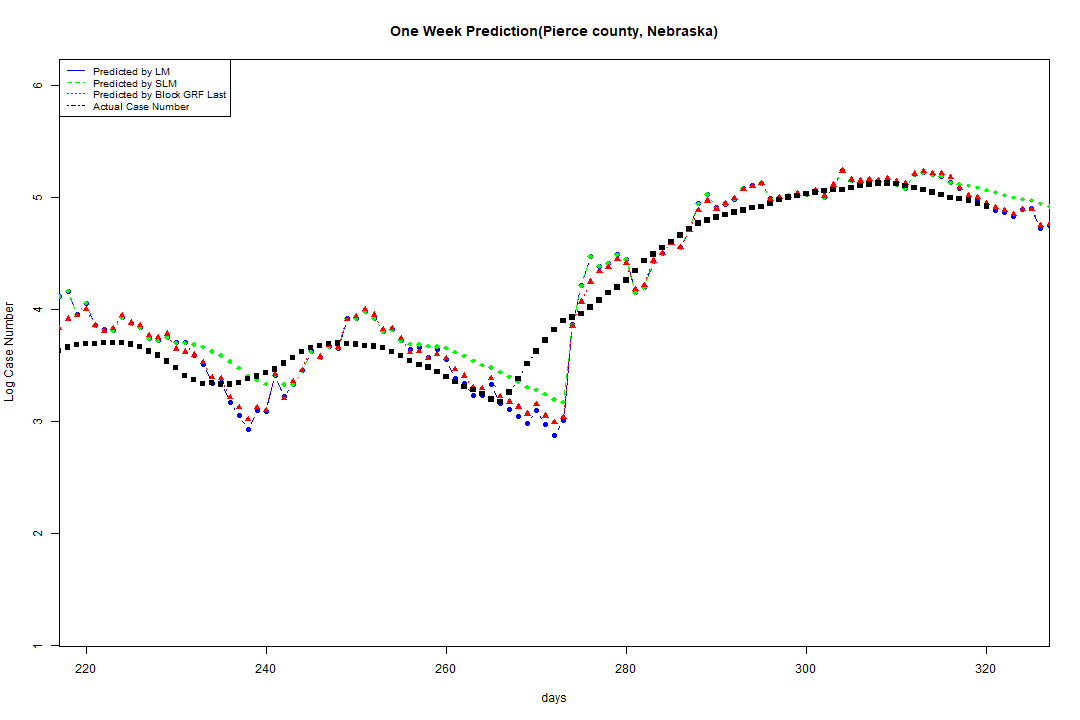 One Week Prediction(Pierce county, Nebraska)
Predicted by LM
Predicted by SLM
Predicted by Block GRF Last
Actual Case Number
6
5
4
3
2
1
Log Case Number
220 240 260 280 300 320
days